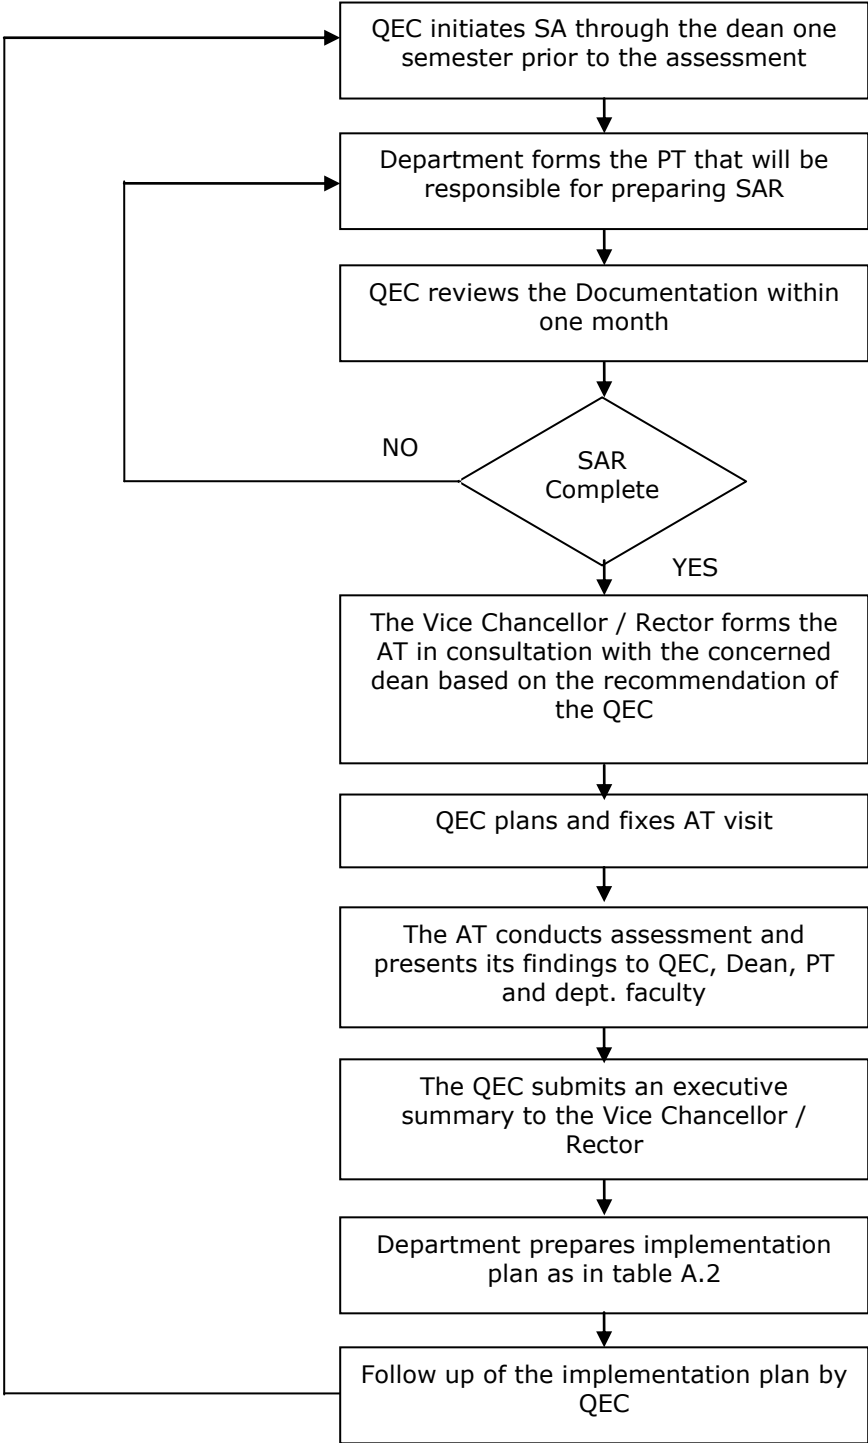 QEC initiates SA through the dean one
semester prior to the assessment
Department forms the PT that will be
responsible for preparing SAR
QEC reviews the Documentation within
one month
NO
SAR
Complete
YES
The Vice Chancellor / Rector forms the
AT in consultation with the concerned
dean based on the recommendation of
the QEC
QEC plans and fixes AT visit
The AT conducts assessment and
presents its findings to QEC, Dean, PT
and dept. faculty
The QEC submits an executive
summary to the Vice Chancellor /
Rector
Department prepares implementation
plan as in table A.2
Follow up of the implementation plan by
QEC